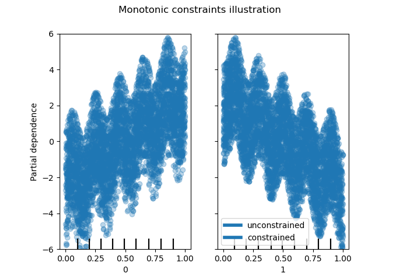 Monotonic constraints illustration
Partial dependence
6
4
2
0
−2
−4
−6
0.00 0.25 0.50 0.75 1.00
0
0.00 0.25 0.50 0.75 1.00
1
unconstrained
constrained